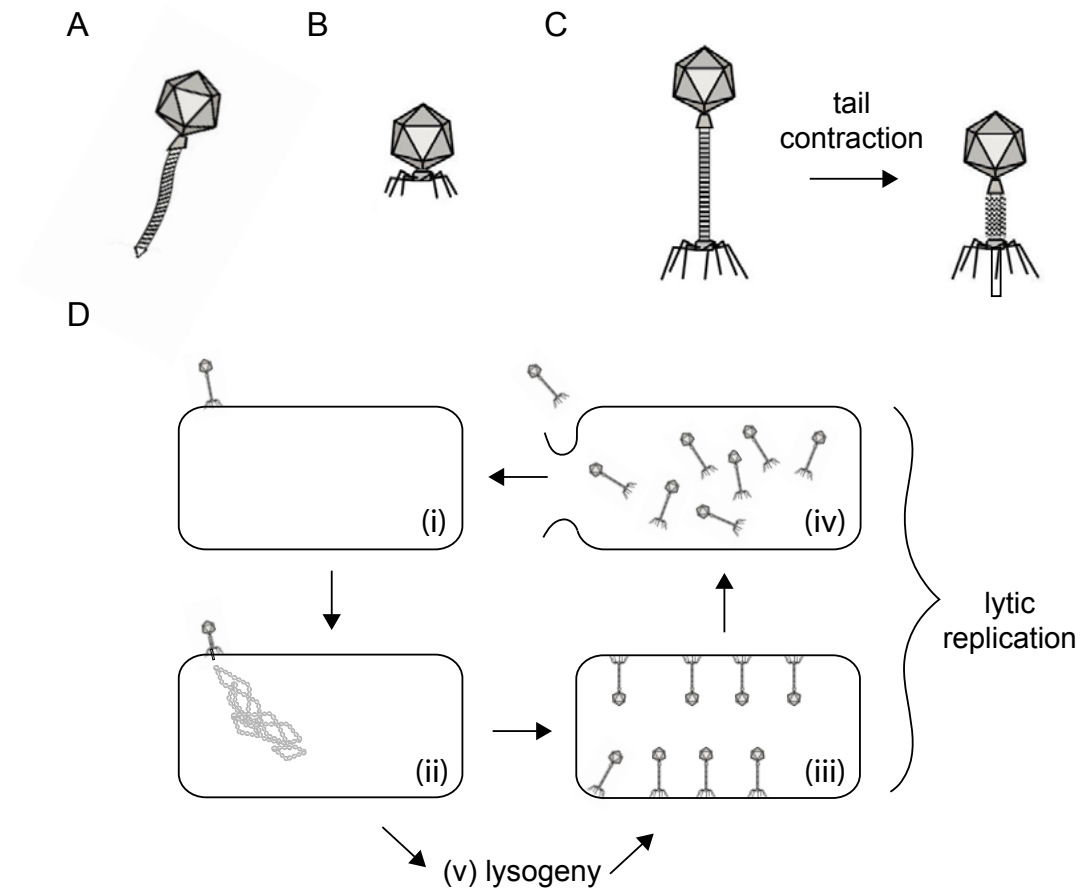 A
B
C
tail
contraction
D
(i)
(iv)
lytic
replication
(ii)
(iii)
(v) lysogeny